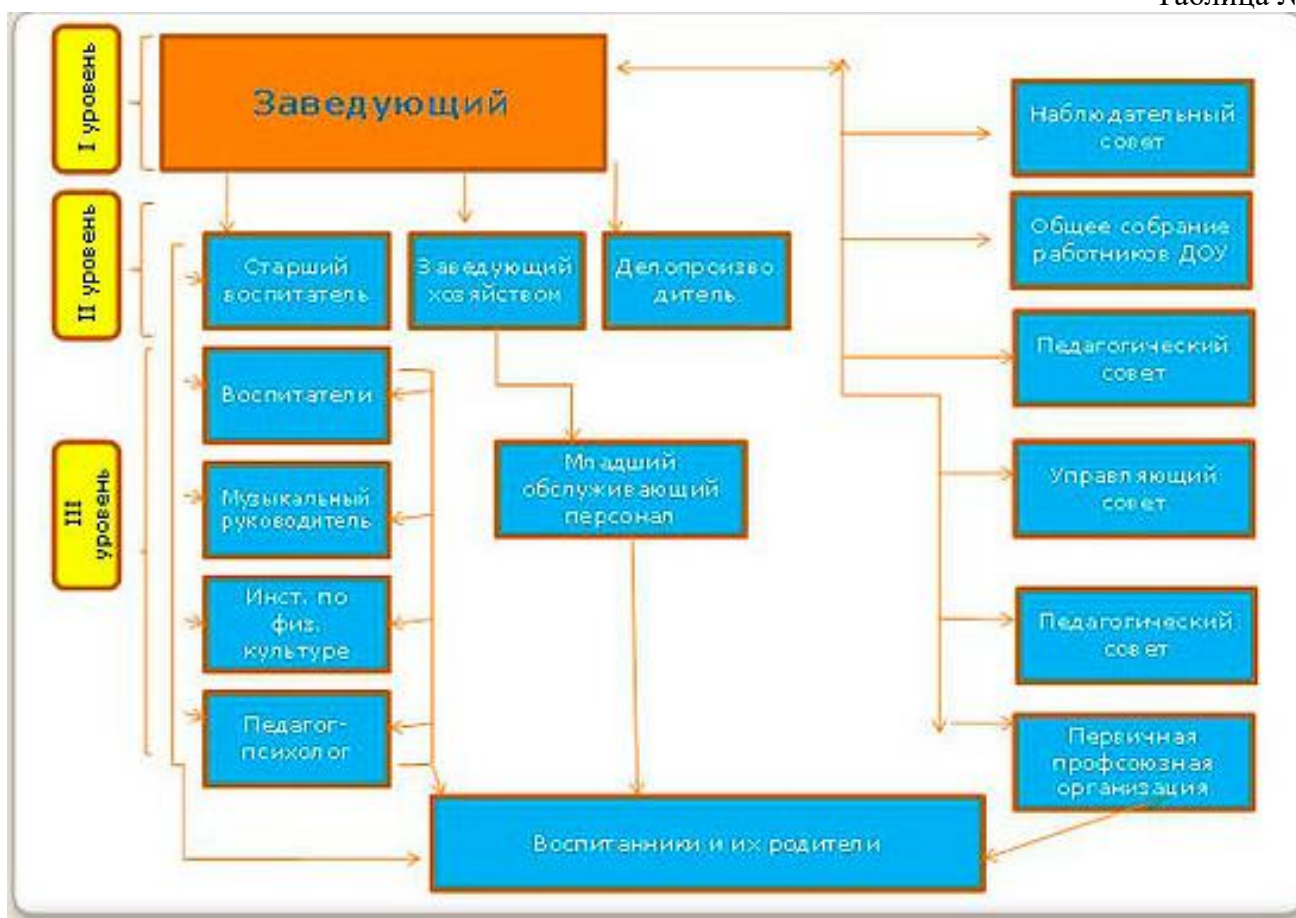 Таблица №
I уровень
Заведующий
Наблюдательный
совет
II уровень
Старший
воспитатель
Заведующий
хозяйством
Делопроизво
дитель
Общее собрание
работников ДОУ
III
уровень
Воспитатели
Педагогический
совет
Музыкальный
руководитель
Младший
обслуживающий
персонал
Управляющий
совет
Инст. по
физ.
культуре
Педагогический
совет
Педагог-
психолог
Первичная
профсоюзная
организация
Воспитанники и их родители